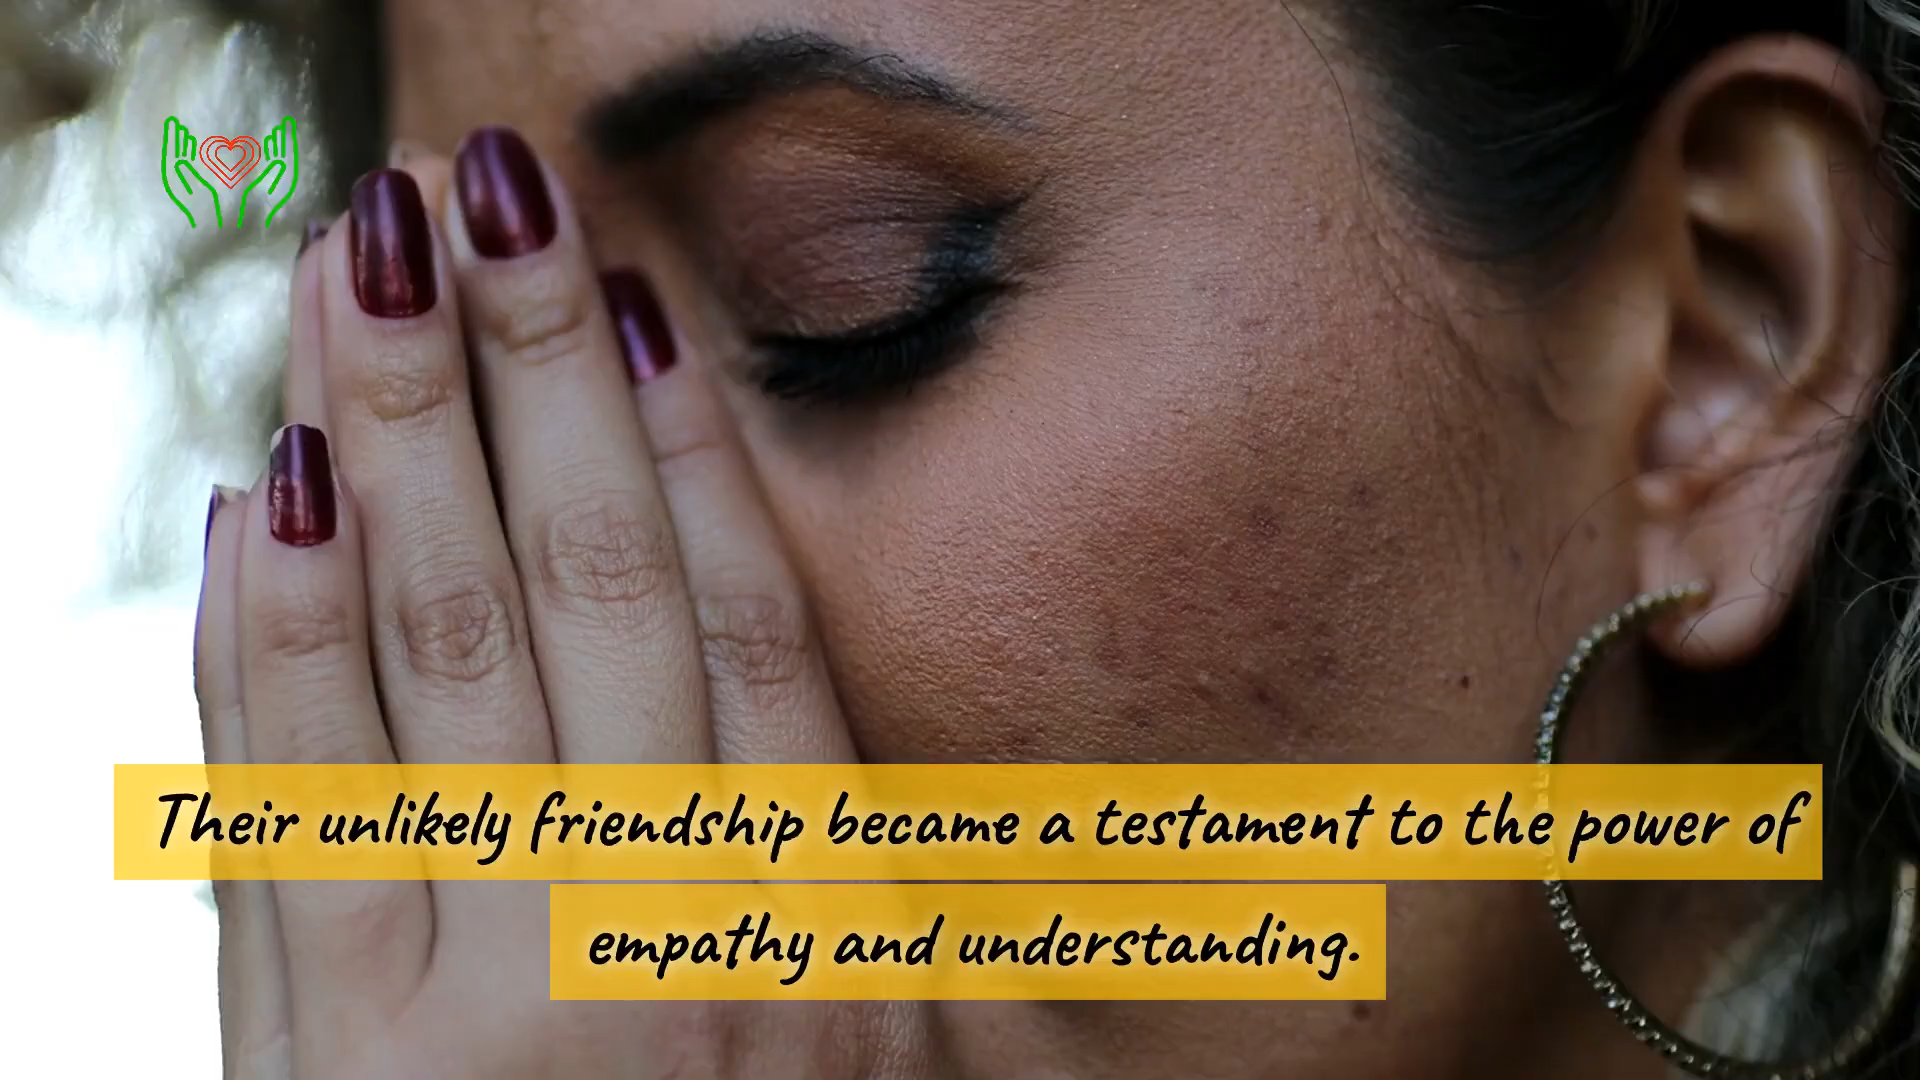 Their unlikely friendship became a testament to the power of
empathy and understanding.